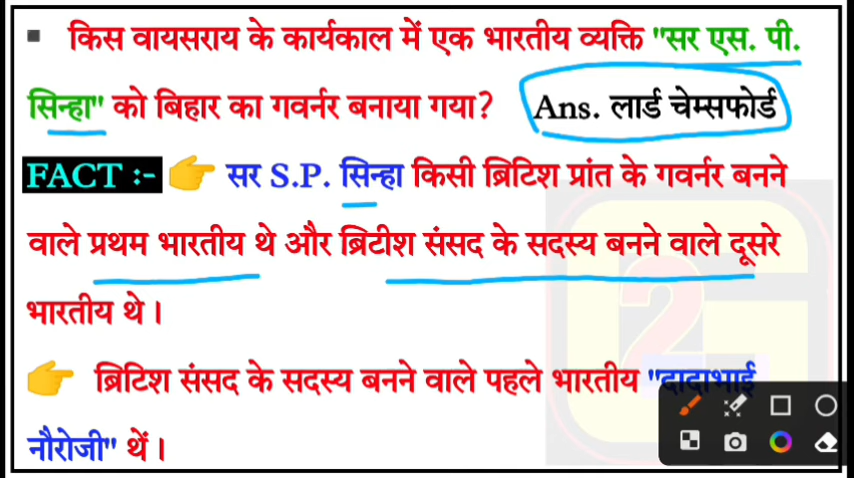 ▪ किस वायसराय के कार्यकाल में एक भारतीय व्यक्ति "सर एस. पी.
सिन्हा" को बिहार का गवर्नर बनाया गया? Ans. लार्ड चेम्सफोर्ड
FACT :- 👉 सर S.P. सिन्हा किसी ब्रिटिश प्रांत के गवर्नर बनने
वाले प्रथम भारतीय थे और ब्रिटीश संसद के सदस्य बनने वाले दूसरे
भारतीय थे।
👉 ब्रिटिश संसद के सदस्य बनने वाले पहले भारतीय "दादाभाई
नौरोजी" थें।